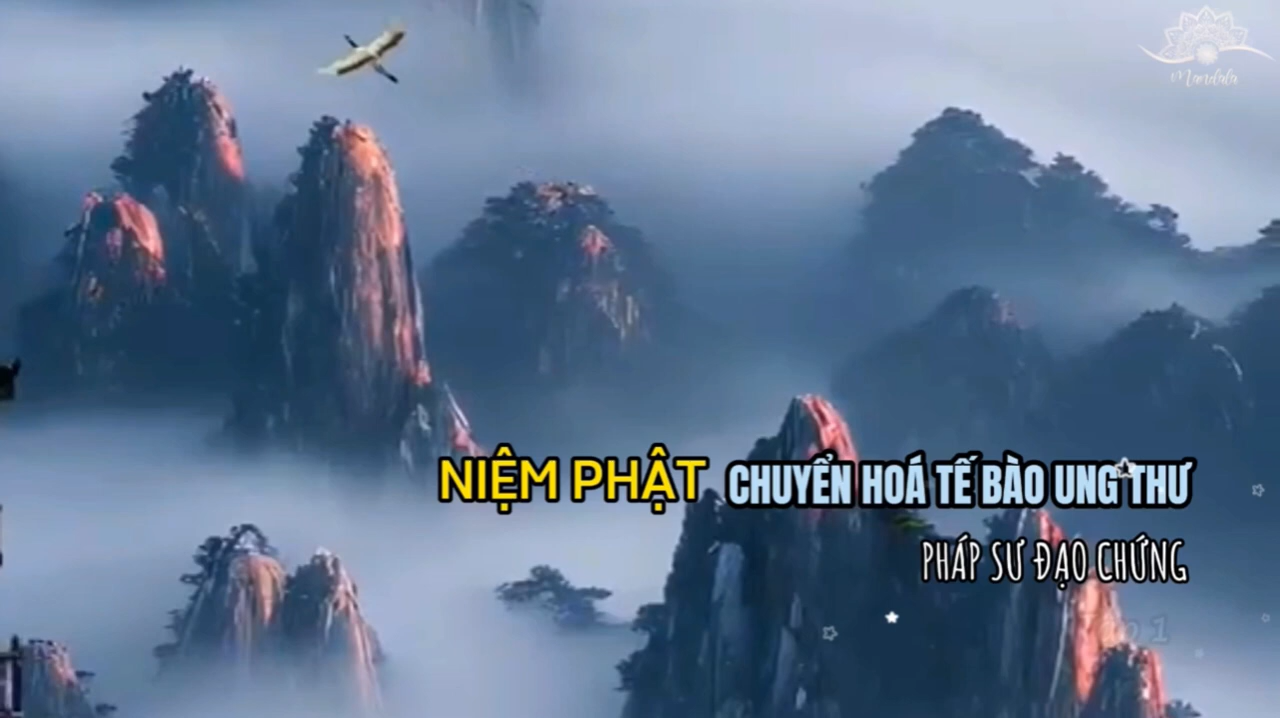 Mandala
NIỆM PHẬT CHUYỂN HOÁ TẾ BÀO UNG THƯ
PHÁP SƯ ĐẠO CHỨNG